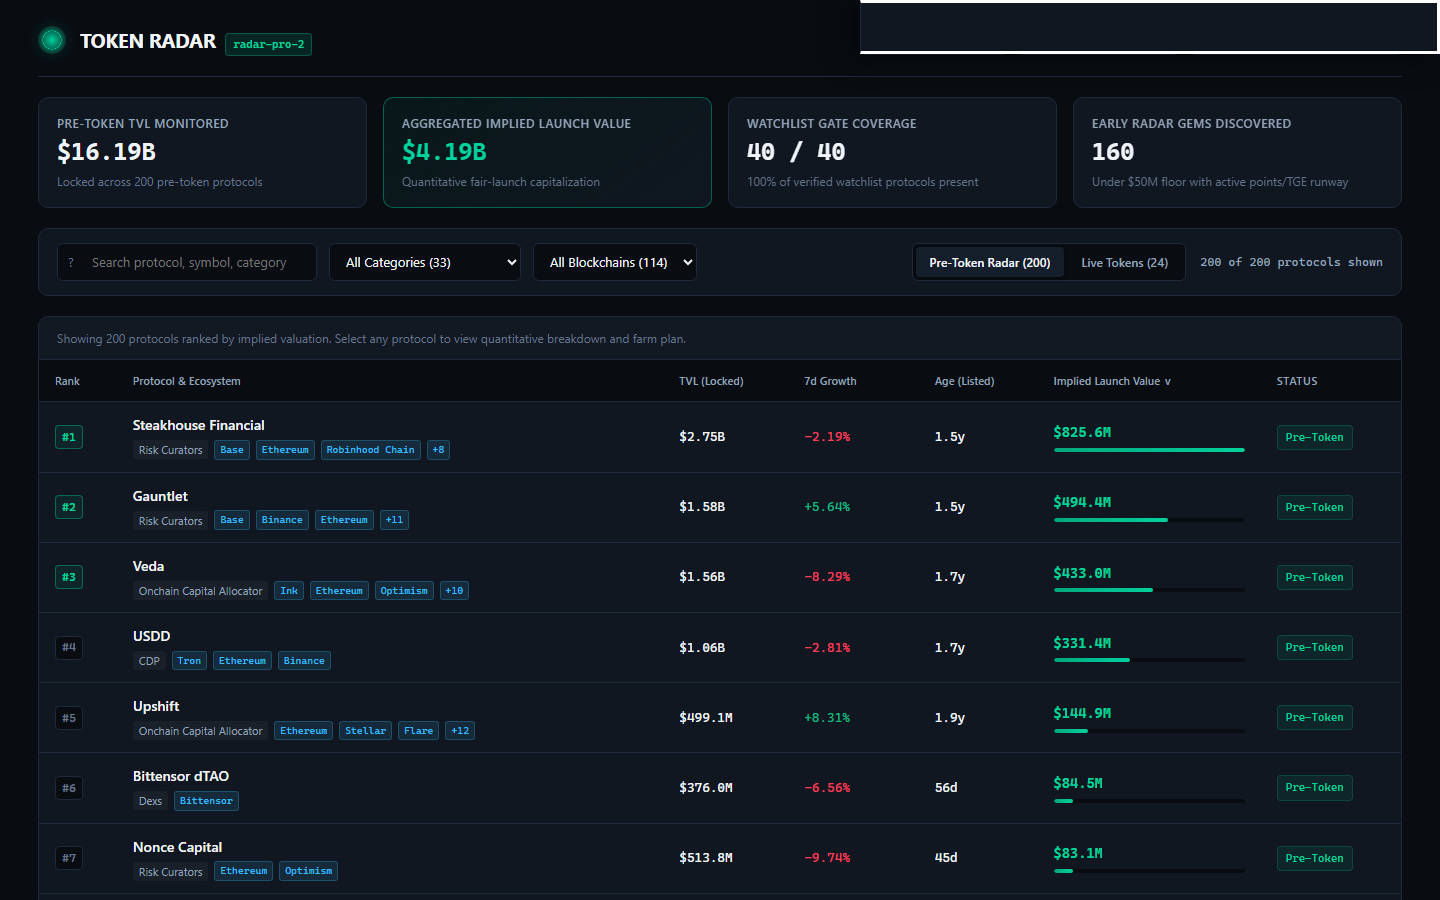 TOKEN RADAR radar-pro-2
PRE-TOKEN TVL MONITORED
$16.19B
Locked across 200 pre-token protocols
AGGREGATED IMPLIED LAUNCH VALUE
$4.19B
Quantitative fair-launch capitalization
WATCHLIST GATE COVERAGE
40 / 40
100% of verified watchlist protocols present
EARLY RADAR GEMS DISCOVERED
160
Under $50M floor with active points/TGE runway
? Search protocol, symbol, category All Categories (33) All Blockchains (114) Pre-Token Radar (200) Live Tokens (24) 200 of 200 protocols shown
Showing 200 protocols ranked by implied valuation. Select any protocol to view quantitative breakdown and farm plan.
Rank Protocol & Ecosystem TVL (Locked) 7d Growth Age (Listed) Implied Launch Value v STATUS
#1 Steakhouse Financial $2.75B -2.19% 1.5y $825.6M Pre-Token
Risk Curators Base Ethereum Robinhood Chain +8
#2 Gauntlet $1.58B +5.64% 1.5y $494.4M Pre-Token
Risk Curators Base Binance Ethereum +11
#3 Veda $1.56B -8.29% 1.7y $433.0M Pre-Token
Onchain Capital Allocator Ink Ethereum Optimism +10
#4 USDD $1.06B -2.81% 1.7y $331.4M Pre-Token
CDP Tron Ethereum Binance
#5 Upshift $499.1M +8.31% 1.9y $144.9M Pre-Token
Onchain Capital Allocator Ethereum Stellar Flare +12
#6 Bittensor dTAO $376.0M -6.56% 56d $84.5M Pre-Token
Dexs Bittensor
#7 Nonce Capital $513.8M -9.74% 45d $83.1M Pre-Token
Risk Curators Ethereum Optimism